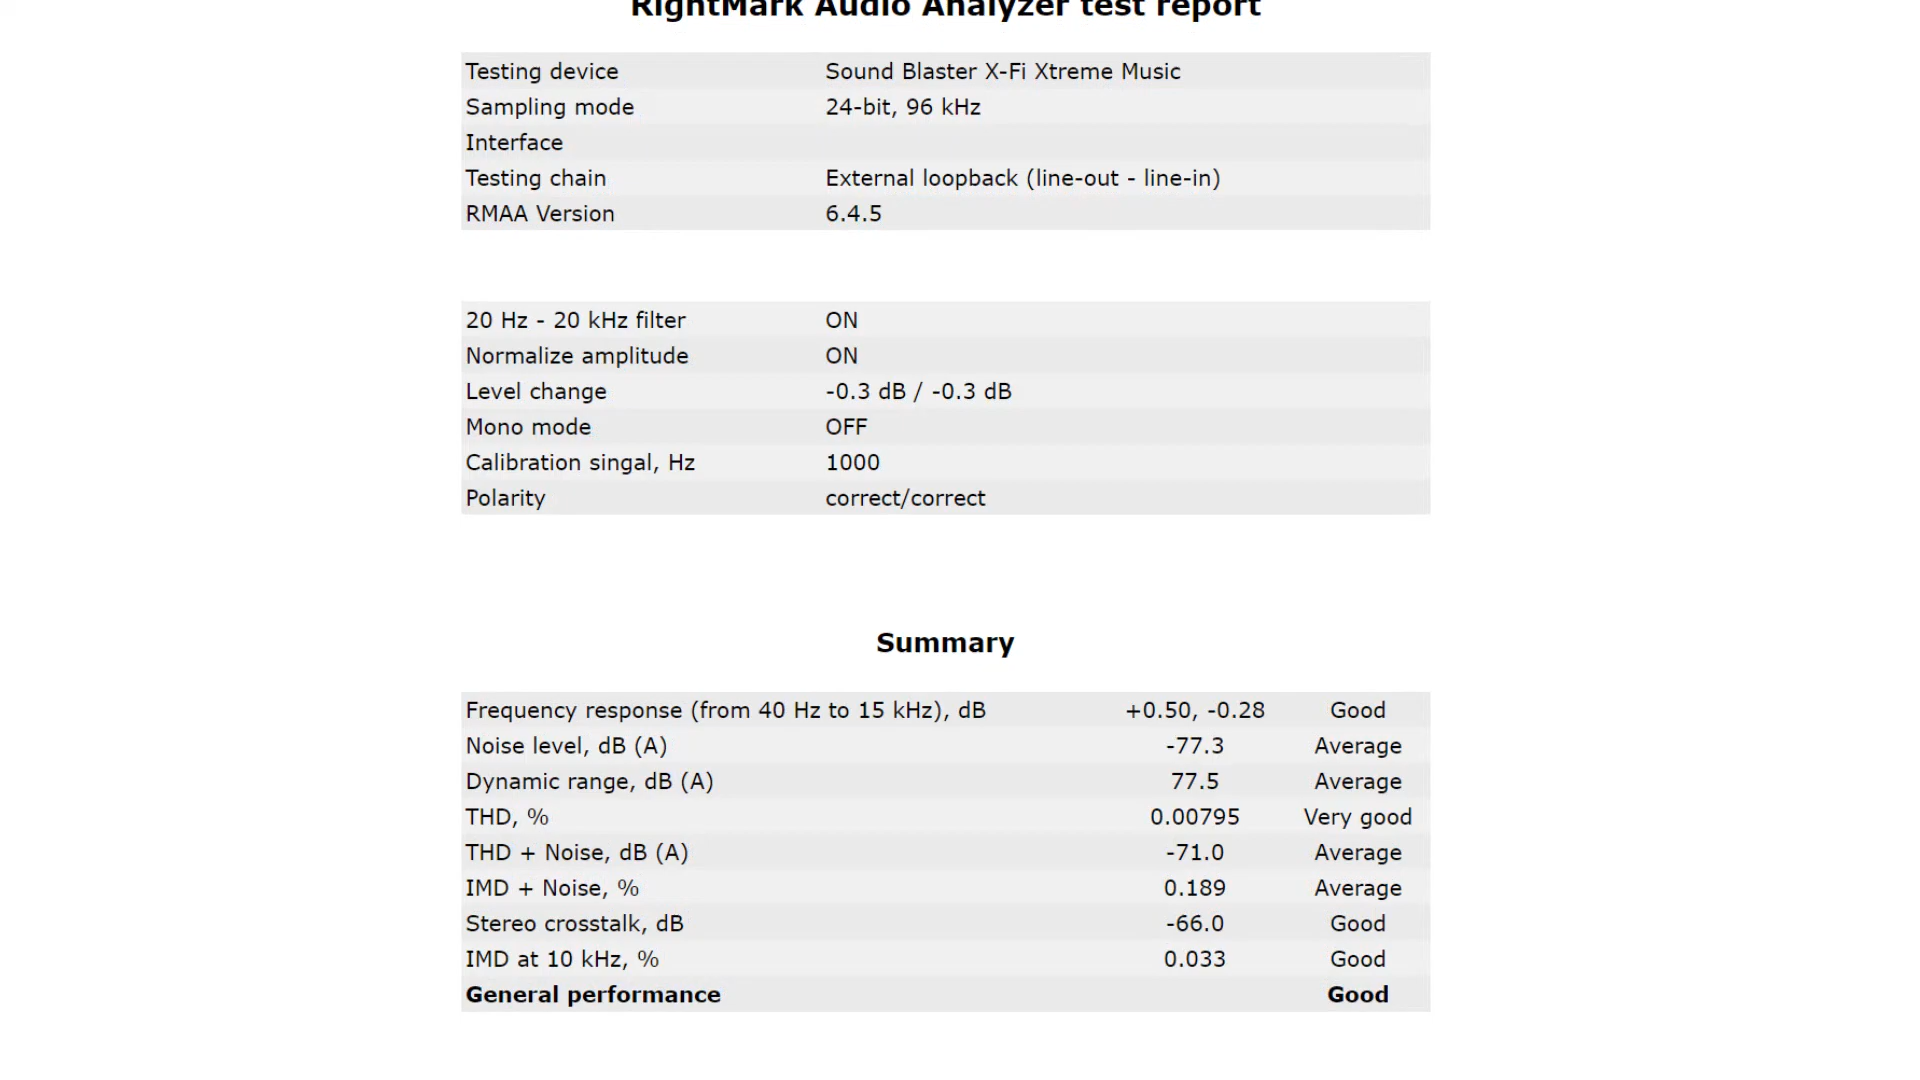 RightMark Audio Analyzer test report
Testing device Sound Blaster X-Fi Xtreme Music
Sampling mode 24-bit, 96 kHz
Interface
Testing chain External loopback (line-out - line-in)
RMAA Version 6.4.5
20 Hz - 20 kHz filter ON
Normalize amplitude ON
Level change -0.3 dB / -0.3 dB
Mono mode OFF
Calibration singal, Hz 1000
Polarity correct/correct
Summary
Frequency response (from 40 Hz to 15 kHz), dB +0.50, -0.28 Good
Noise level, dB (A) -77.3 Average
Dynamic range, dB (A) 77.5 Average
THD, % 0.00795 Very good
THD + Noise, dB (A) -71.0 Average
IMD + Noise, % 0.189 Average
Stereo crosstalk, dB -66.0 Good
IMD at 10 kHz, % 0.033 Good
General performance Good